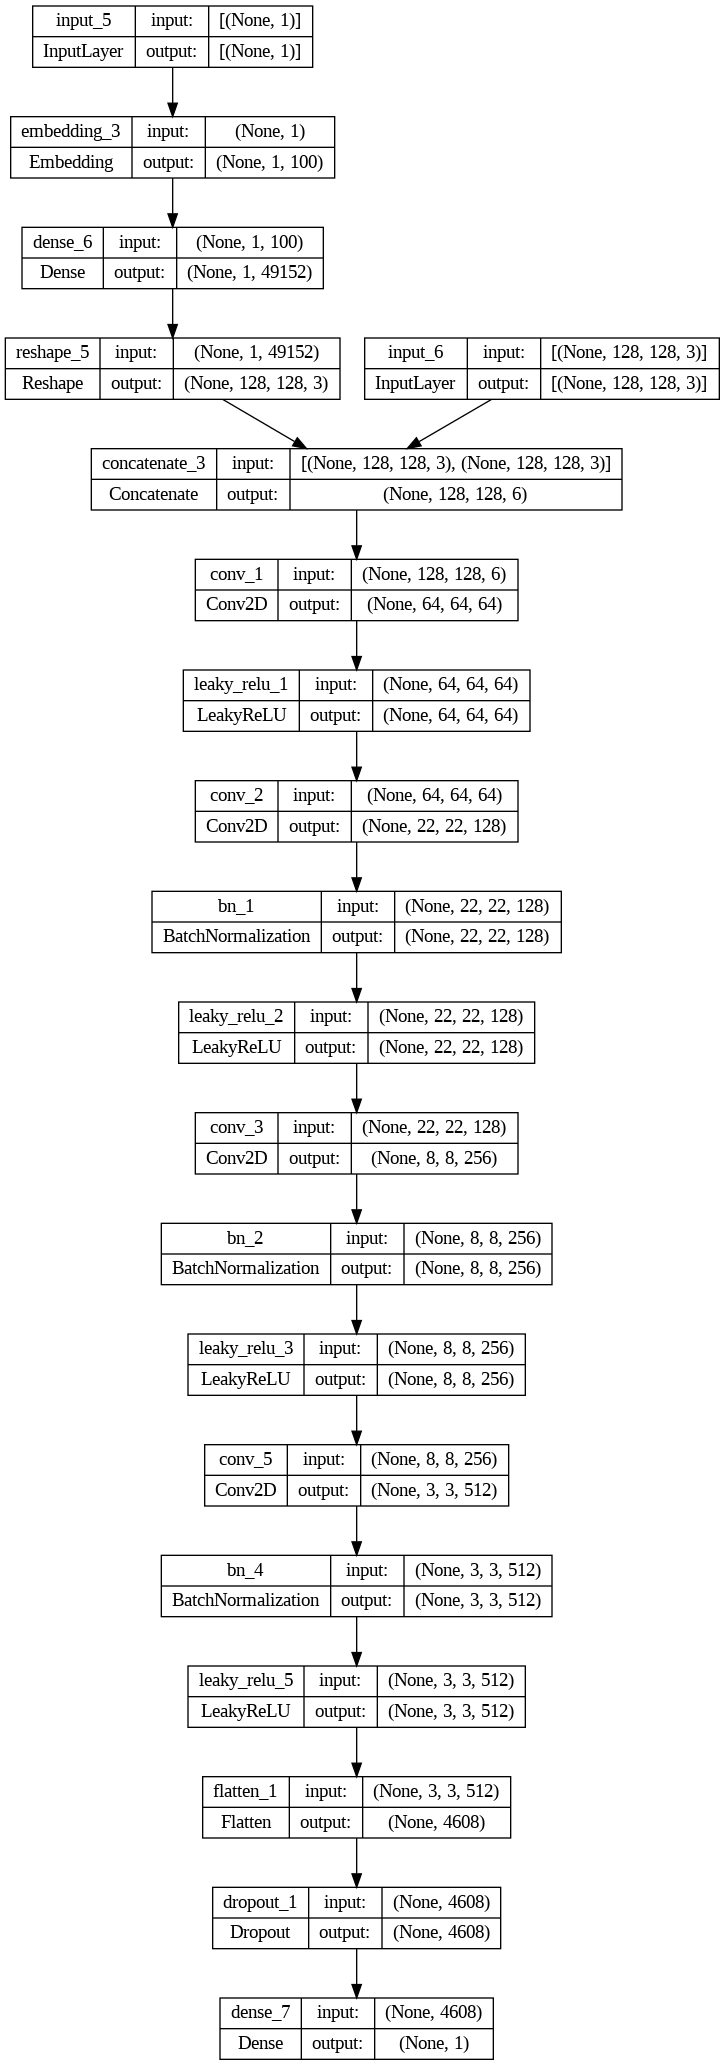 input_5 input: [(None, 1)]
InputLayer output: [(None, 1)]
embedding_3 input: (None, 1)
Embedding output: (None, 1, 100)
dense_6 input: (None, 1, 100)
Dense output: (None, 1, 49152)
reshape_5 input: (None, 1, 49152)
Reshape output: (None, 128, 128, 3)
input_6 input: [(None, 128, 128, 3)]
InputLayer output: [(None, 128, 128, 3)]
concatenate_3 input: [(None, 128, 128, 3), (None, 128, 128, 3)]
Concatenate output: (None, 128, 128, 6)
conv_1 input: (None, 128, 128, 6)
Conv2D output: (None, 64, 64, 64)
leaky_relu_1 input: (None, 64, 64, 64)
LeakyReLU output: (None, 64, 64, 64)
conv_2 input: (None, 64, 64, 64)
Conv2D output: (None, 22, 22, 128)
bn_1 input: (None, 22, 22, 128)
BatchNormalization output: (None, 22, 22, 128)
leaky_relu_2 input: (None, 22, 22, 128)
LeakyReLU output: (None, 22, 22, 128)
conv_3 input: (None, 22, 22, 128)
Conv2D output: (None, 8, 8, 256)
bn_2 input: (None, 8, 8, 256)
BatchNormalization output: (None, 8, 8, 256)
leaky_relu_3 input: (None, 8, 8, 256)
LeakyReLU output: (None, 8, 8, 256)
conv_5 input: (None, 8, 8, 256)
Conv2D output: (None, 3, 3, 512)
bn_4 input: (None, 3, 3, 512)
BatchNormalization output: (None, 3, 3, 512)
leaky_relu_5 input: (None, 3, 3, 512)
LeakyReLU output: (None, 3, 3, 512)
flatten_1 input: (None, 3, 3, 512)
Flatten output: (None, 4608)
dropout_1 input: (None, 4608)
Dropout output: (None, 4608)
dense_7 input: (None, 4608)
Dense output: (None, 1)